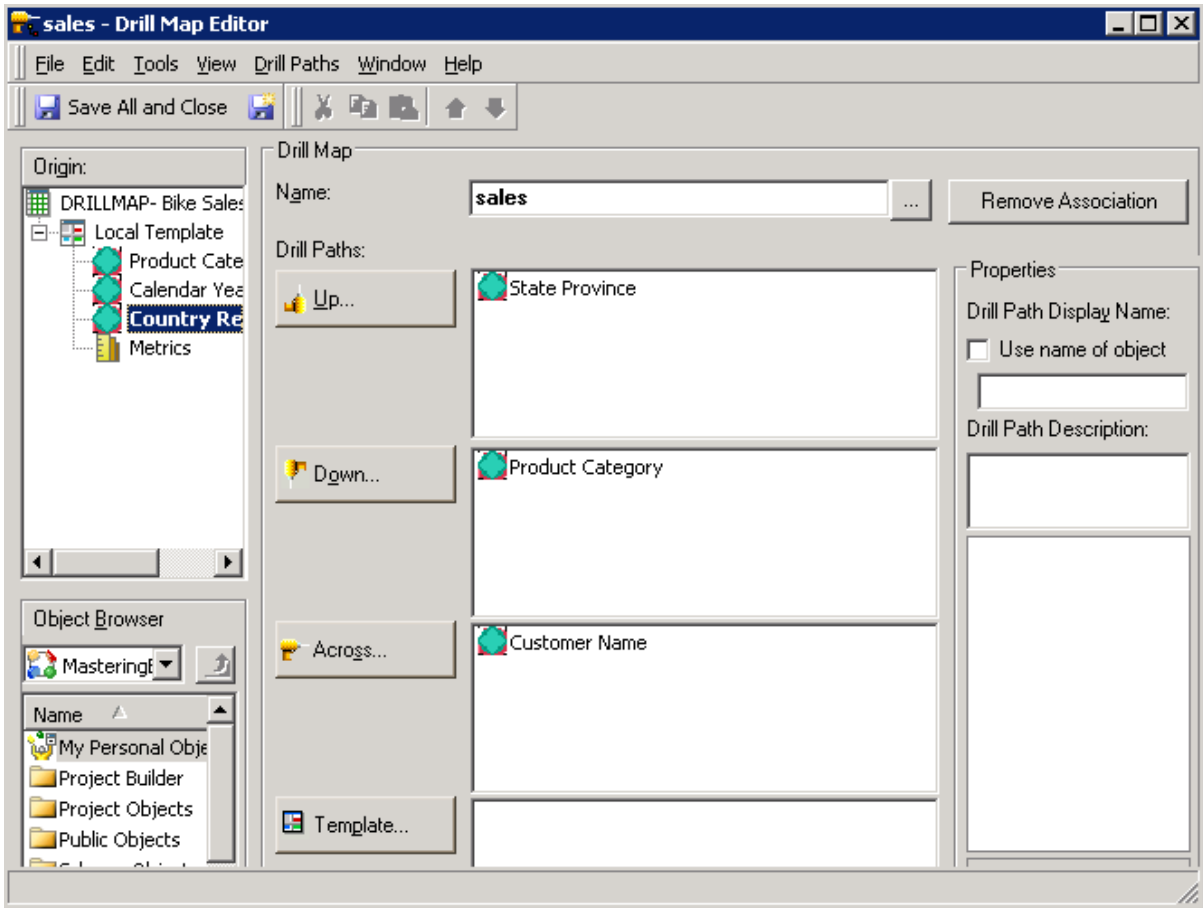 sales - Drill Map Editor
File Edit Tools View Drill Paths Window Help
Save All and Close
Origin:
DRILLMAP- Bike Sales
Local Template
Product Cate
Calendar Yea
Country Re
Metrics
Drill Map
Name:
sales
...
Remove Association
Drill Paths:
Up...
State Province
Down...
Product Category
Across...
Customer Name
Template...
Properties
Drill Path Display Name:
Use name of object
Drill Path Description:
Object Browser
Mastering
Name
My Personal Obje
Project Builder
Project Objects
Public Objects